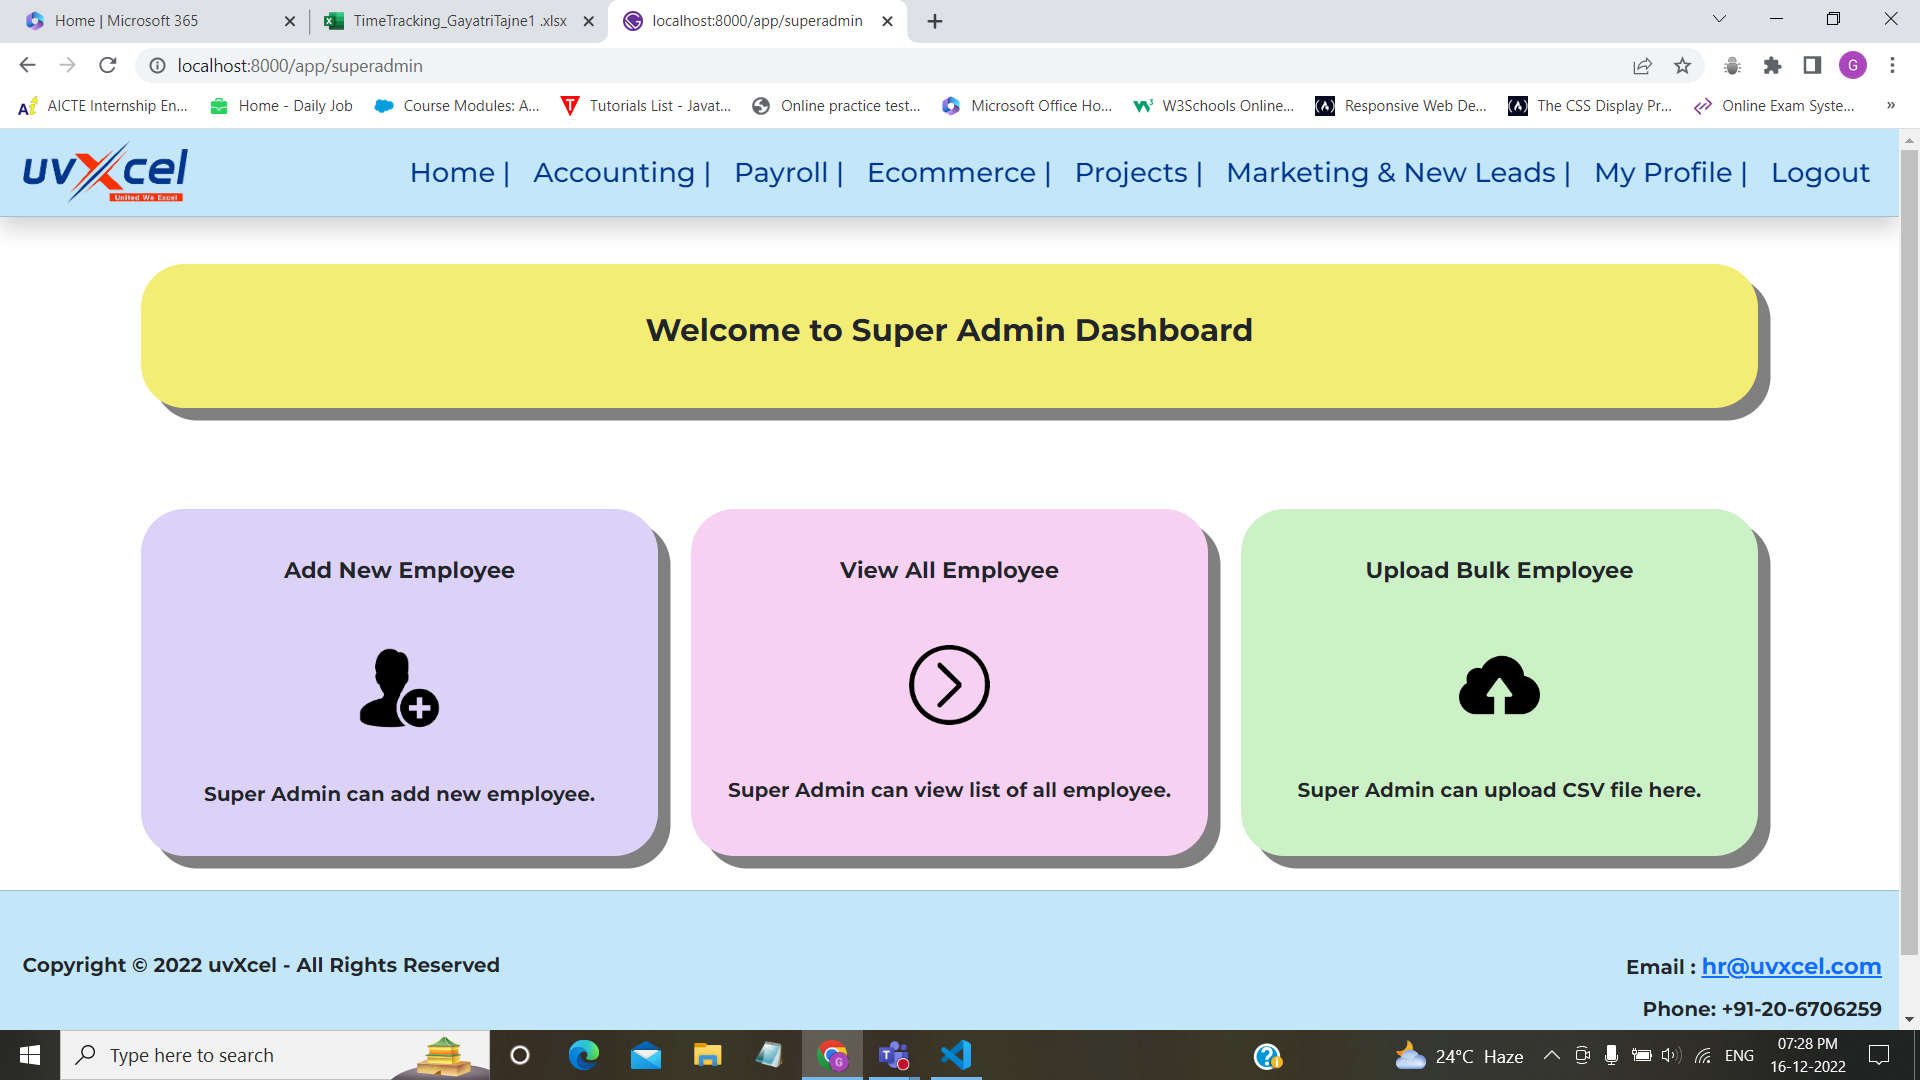 Home | Microsoft 365
TimeTracking_GayatriTajne1 .xlsx
localhost:8000/app/superadmin
localhost:8000/app/superadmin
G
AICTE Internship En...
Home - Daily Job
Course Modules: A...
Tutorials List - Javat...
Online practice test...
Microsoft Office Ho...
W3Schools Online...
Responsive Web De...
The CSS Display Pr...
Online Exam Syste...
»
uvXcel
United We Excel
Home |
Accounting |
Payroll |
Ecommerce |
Projects |
Marketing & New Leads |
My Profile |
Logout
Welcome to Super Admin Dashboard
Add New Employee
Super Admin can add new employee.
View All Employee
Super Admin can view list of all employee.
Upload Bulk Employee
Super Admin can upload CSV file here.
Copyright © 2022 uvXcel - All Rights Reserved
Email : hr@uvxcel.com
Phone: +91-20-6706259
Type here to search
24°C Haze
ENG
07:28 PM
16-12-2022